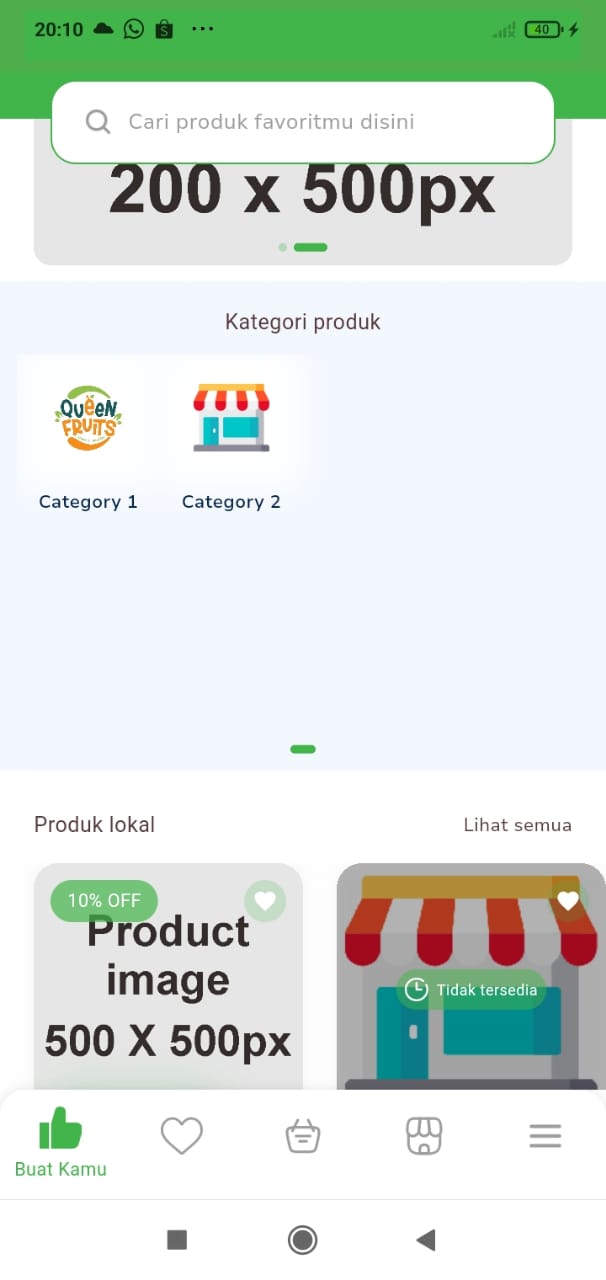 20:10
40
Cari produk favoritmu disini
200 x 500px
Kategori produk
QUEEN
FRUITS
Category 1
Category 2
Produk lokal
Lihat semua
10% OFF
Product
image
500 X 500px
Tidak tersedia
Buat Kamu